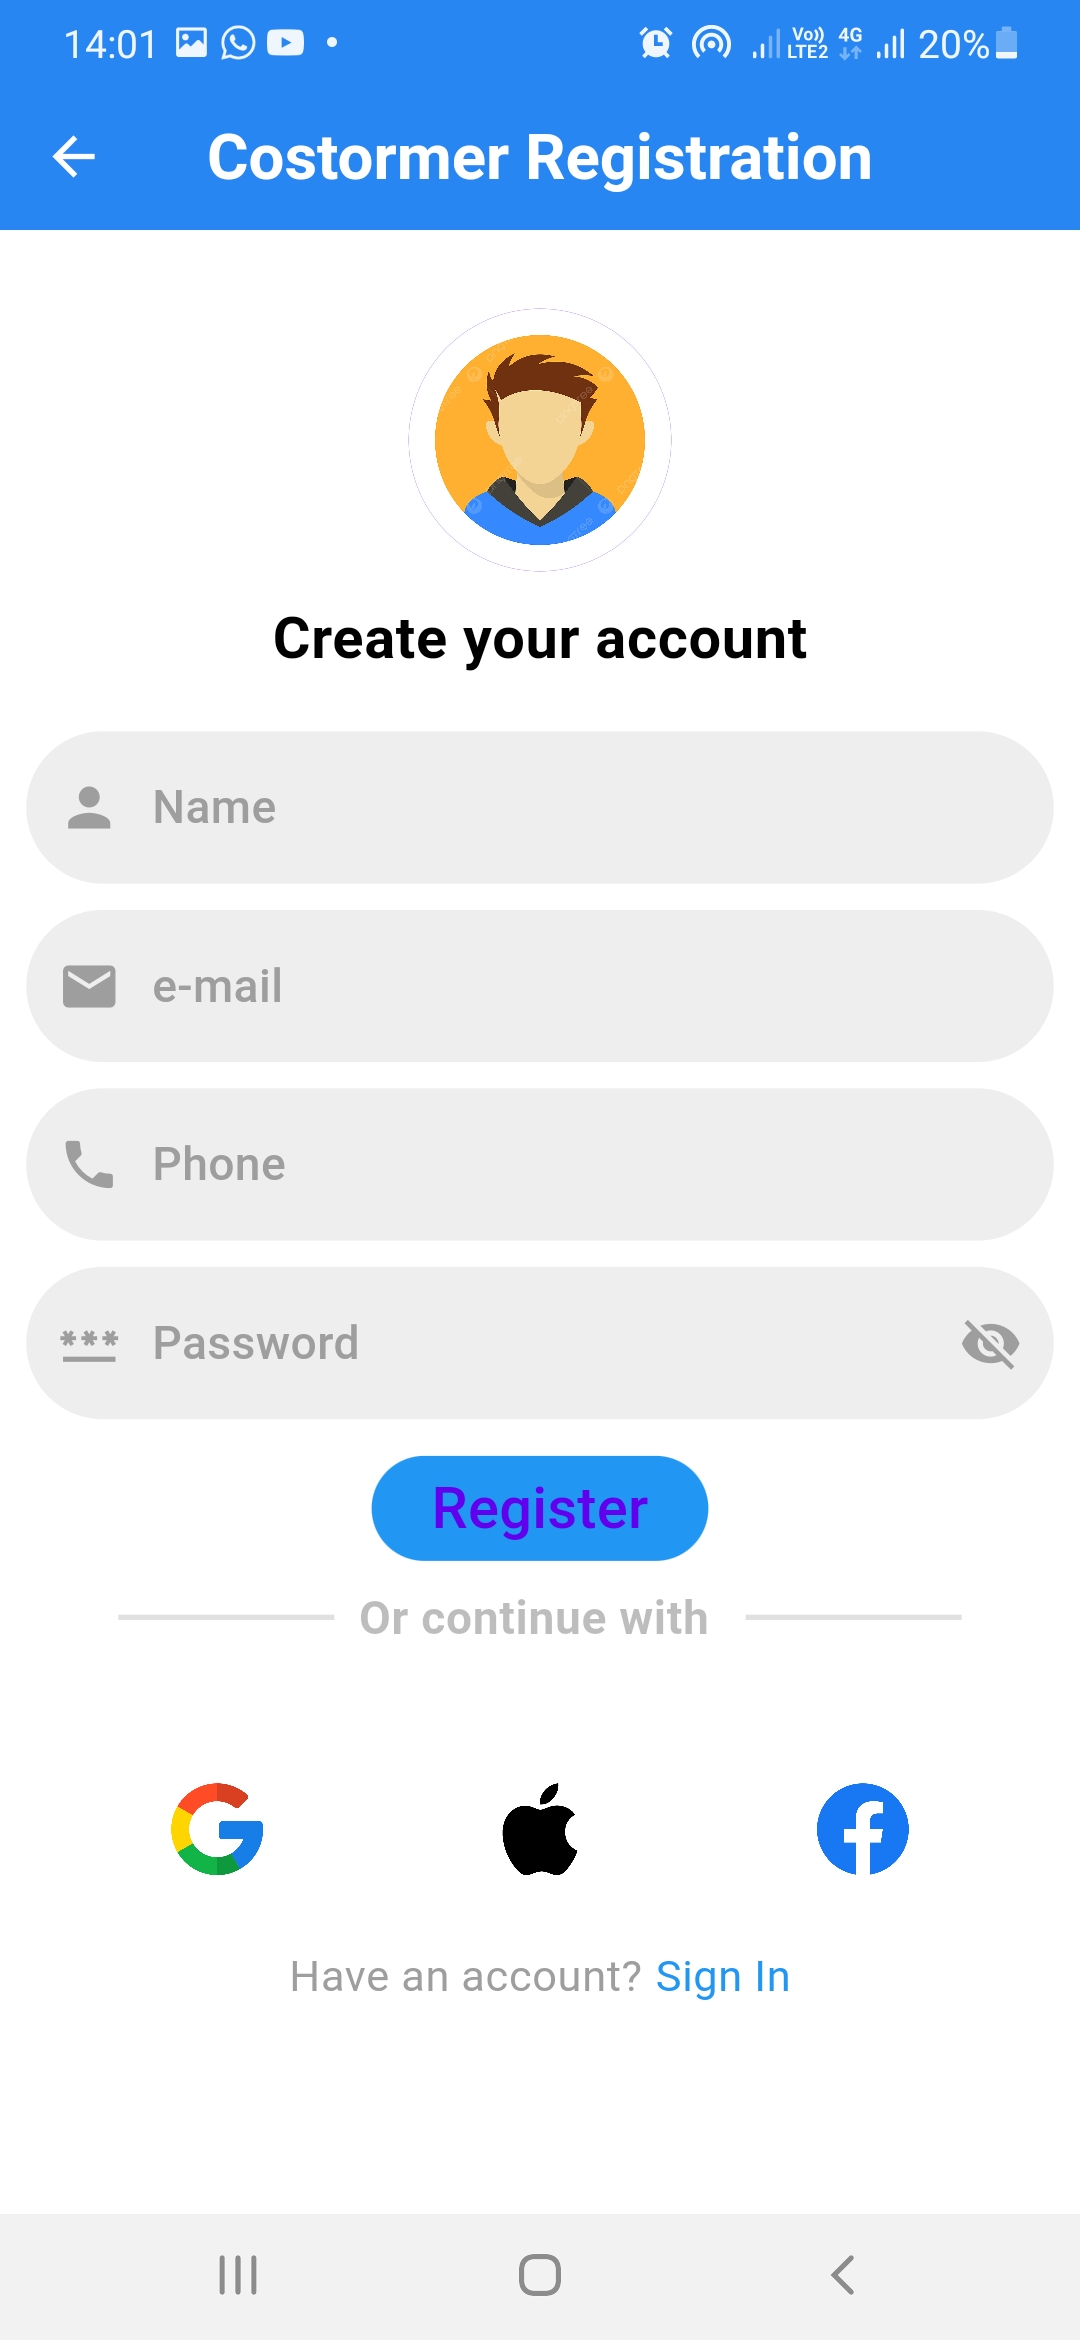 14:01 Vo)) LTE2 4G 20%
Costormer Registration
Create your account
Name
e-mail
Phone
*** Password
Register
Or continue with
Have an account? Sign In